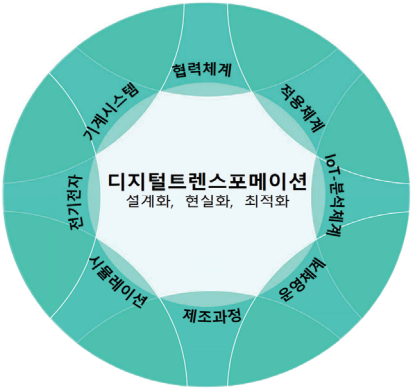 협력체계
적용체계
IoT-분석체계
운영체계
제조과정
시뮬레이션
전기전자
기계시스템
디지털트렌스포메이션
설계화, 현실화, 최적화